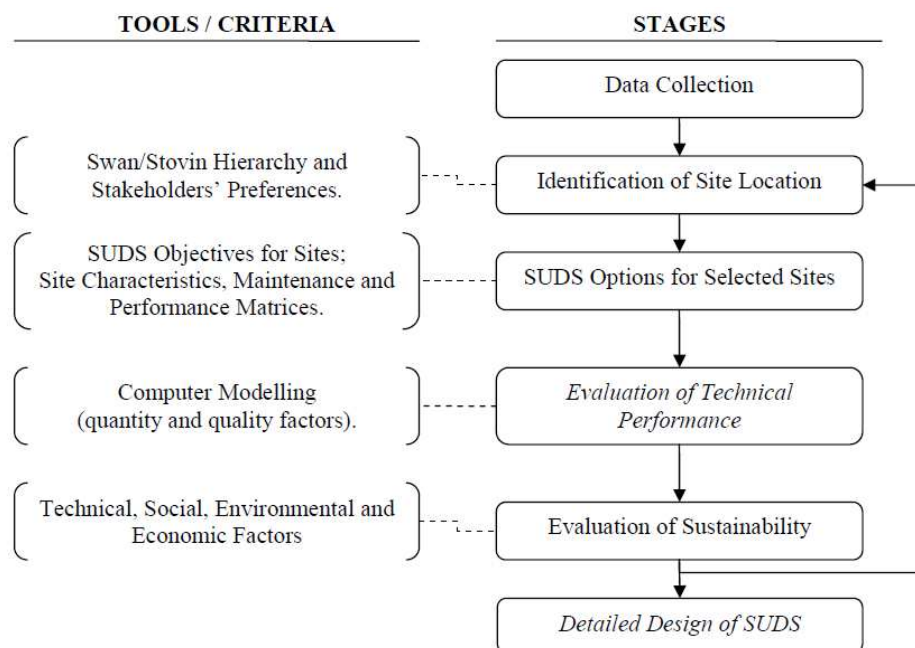 TOOLS / CRITERIA
STAGES
Data Collection
Swan/Stovin Hierarchy and
Stakeholders’ Preferences.
Identification of Site Location
SUDS Objectives for Sites;
Site Characteristics, Maintenance and
Performance Matrices.
SUDS Options for Selected Sites
Computer Modelling
(quantity and quality factors).
Evaluation of Technical
Performance
Technical, Social, Environmental and
Economic Factors
Evaluation of Sustainability
Detailed Design of SUDS